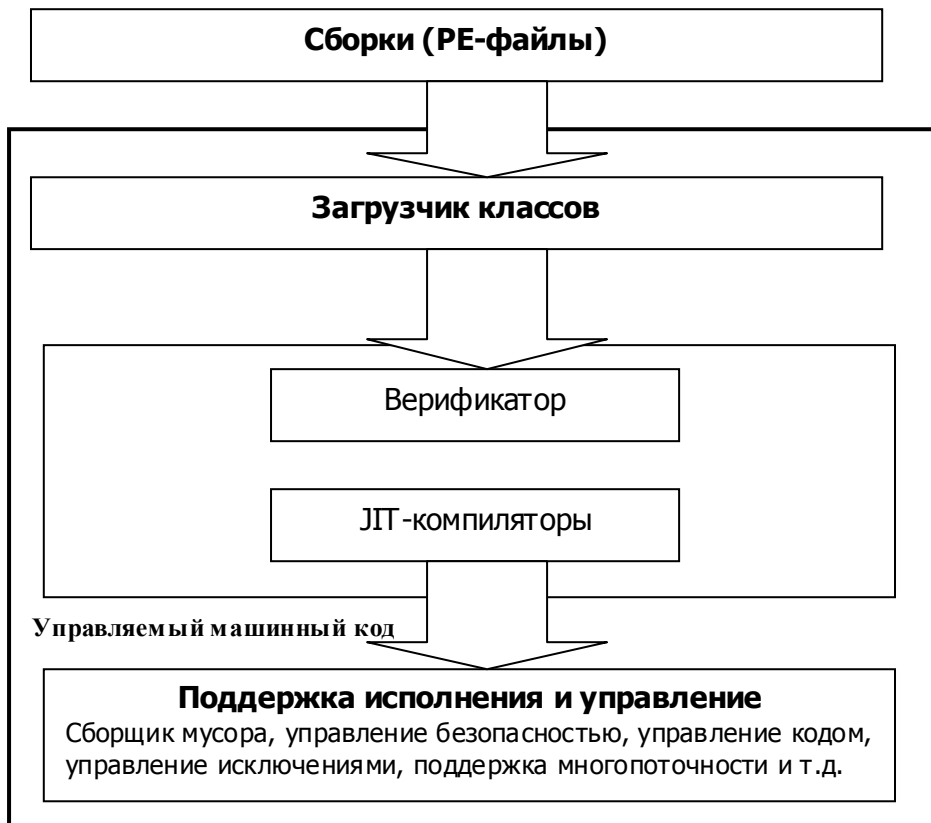 Сборки (PE-файлы)
Загрузчик классов
Верификатор
JIT-компиляторы
Управляемый машинный код
Поддержка исполнения и управление
Сборщик мусора, управление безопасностью, управление кодом,
управление исключениями, поддержка многопоточности и т.д.